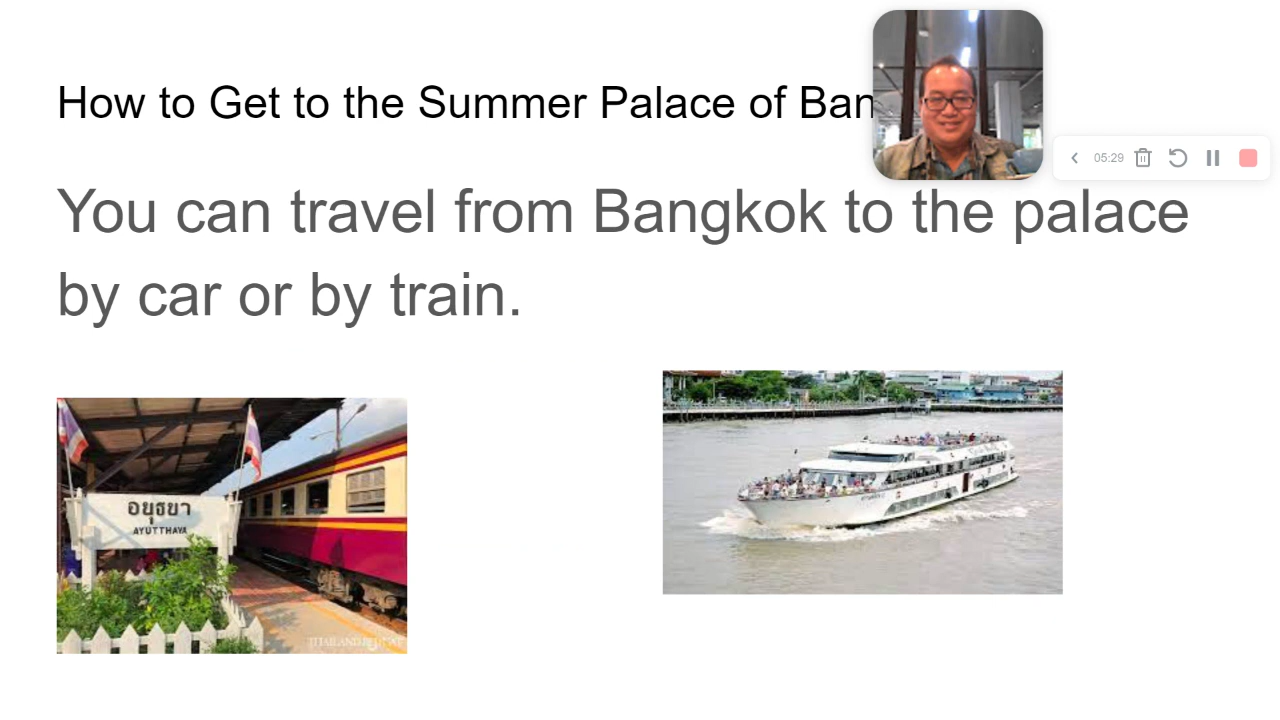 How to Get to the Summer Palace of Ban
05:29
You can travel from Bangkok to the palace
by car or by train.
อยุธยา
AYUTTHAYA